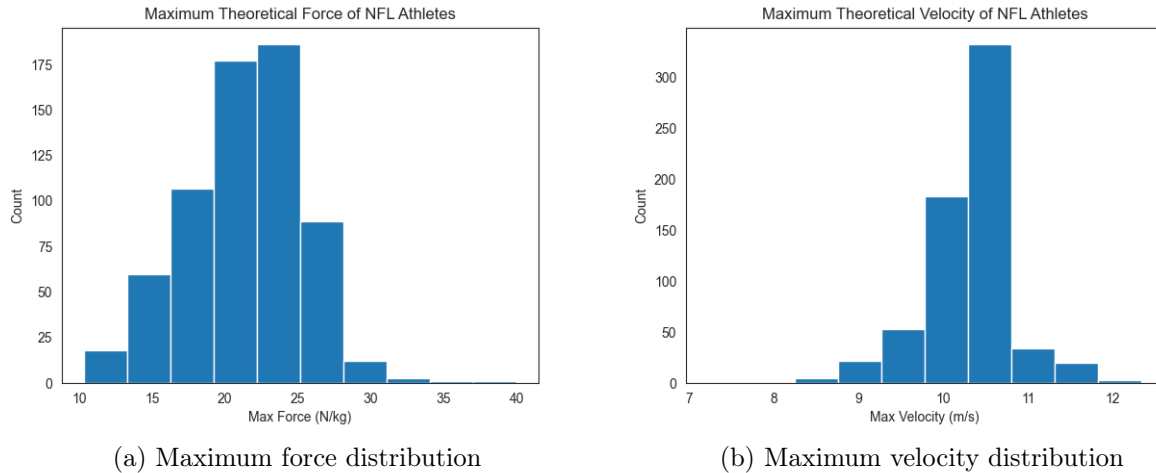 Maximum Theoretical Force of NFL Athletes
175
150
125
100
75
50
25
0
Count
10 15 20 25 30 35 40
Max Force (N/kg)
(a) Maximum force distribution
Maximum Theoretical Velocity of NFL Athletes
300
250
200
150
100
50
0
Count
7 8 9 10 11 12
Max Velocity (m/s)
(b) Maximum velocity distribution